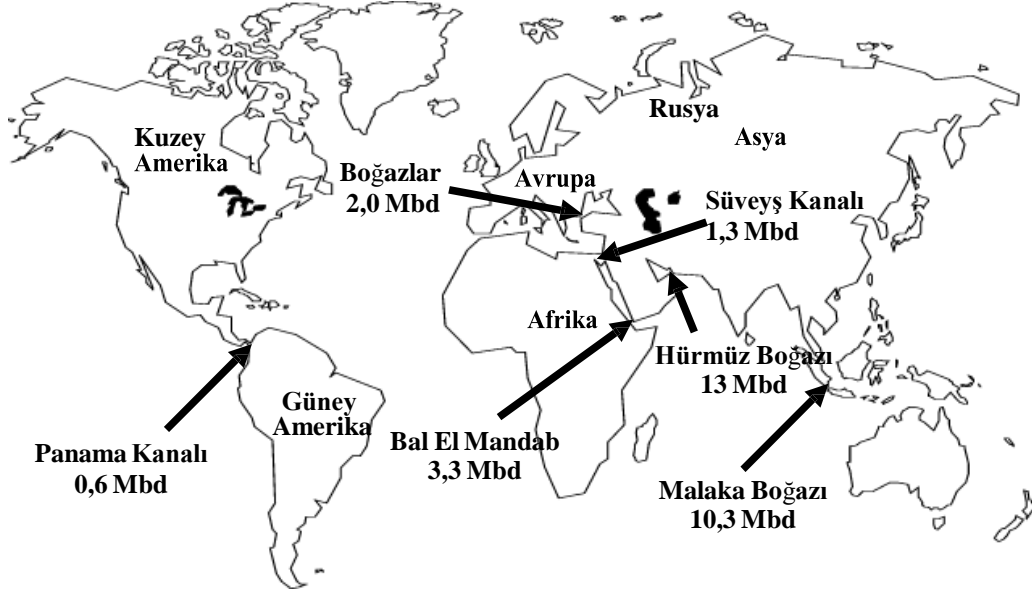 Rusya
Asya
Kuzey
Amerika
Boğazlar
2,0 Mbd
Avrupa
Süveyş Kanalı
1,3 Mbd
Afrika
Hürmüz Boğazı
13 Mbd
Güney
Amerika
Panama Kanalı
0,6 Mbd
Bal El Mandab
3,3 Mbd
Malaka Boğazı
10,3 Mbd